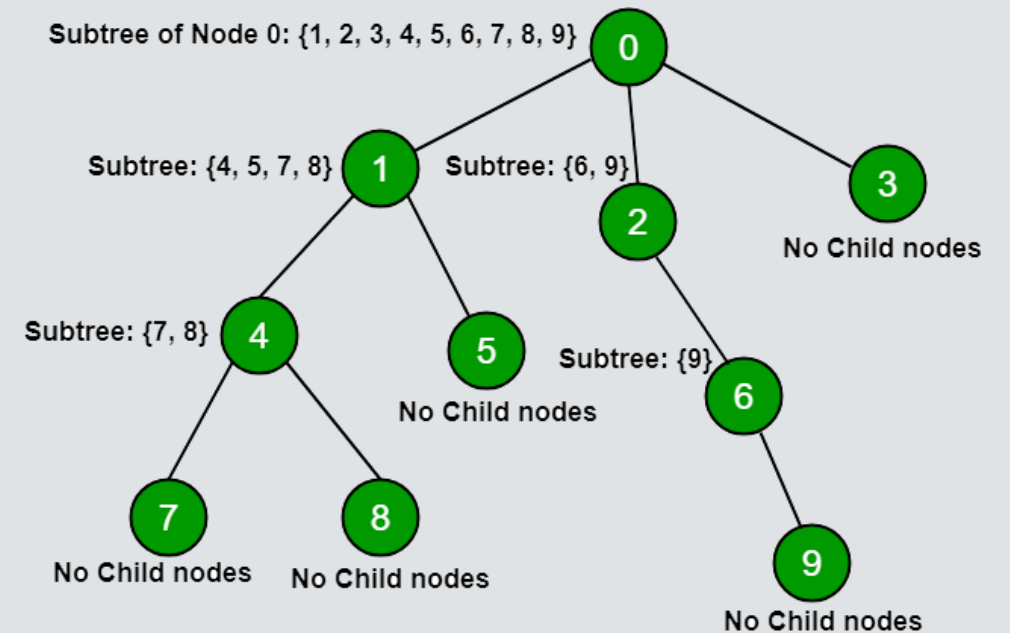 Subtree of Node 0: {1, 2, 3, 4, 5, 6, 7, 8, 9}
0
Subtree: {4, 5, 7, 8}
1
Subtree: {6, 9}
2
3
No Child nodes
Subtree: {7, 8}
4
5
No Child nodes
Subtree: {9}
6
7
No Child nodes
8
No Child nodes
9
No Child nodes